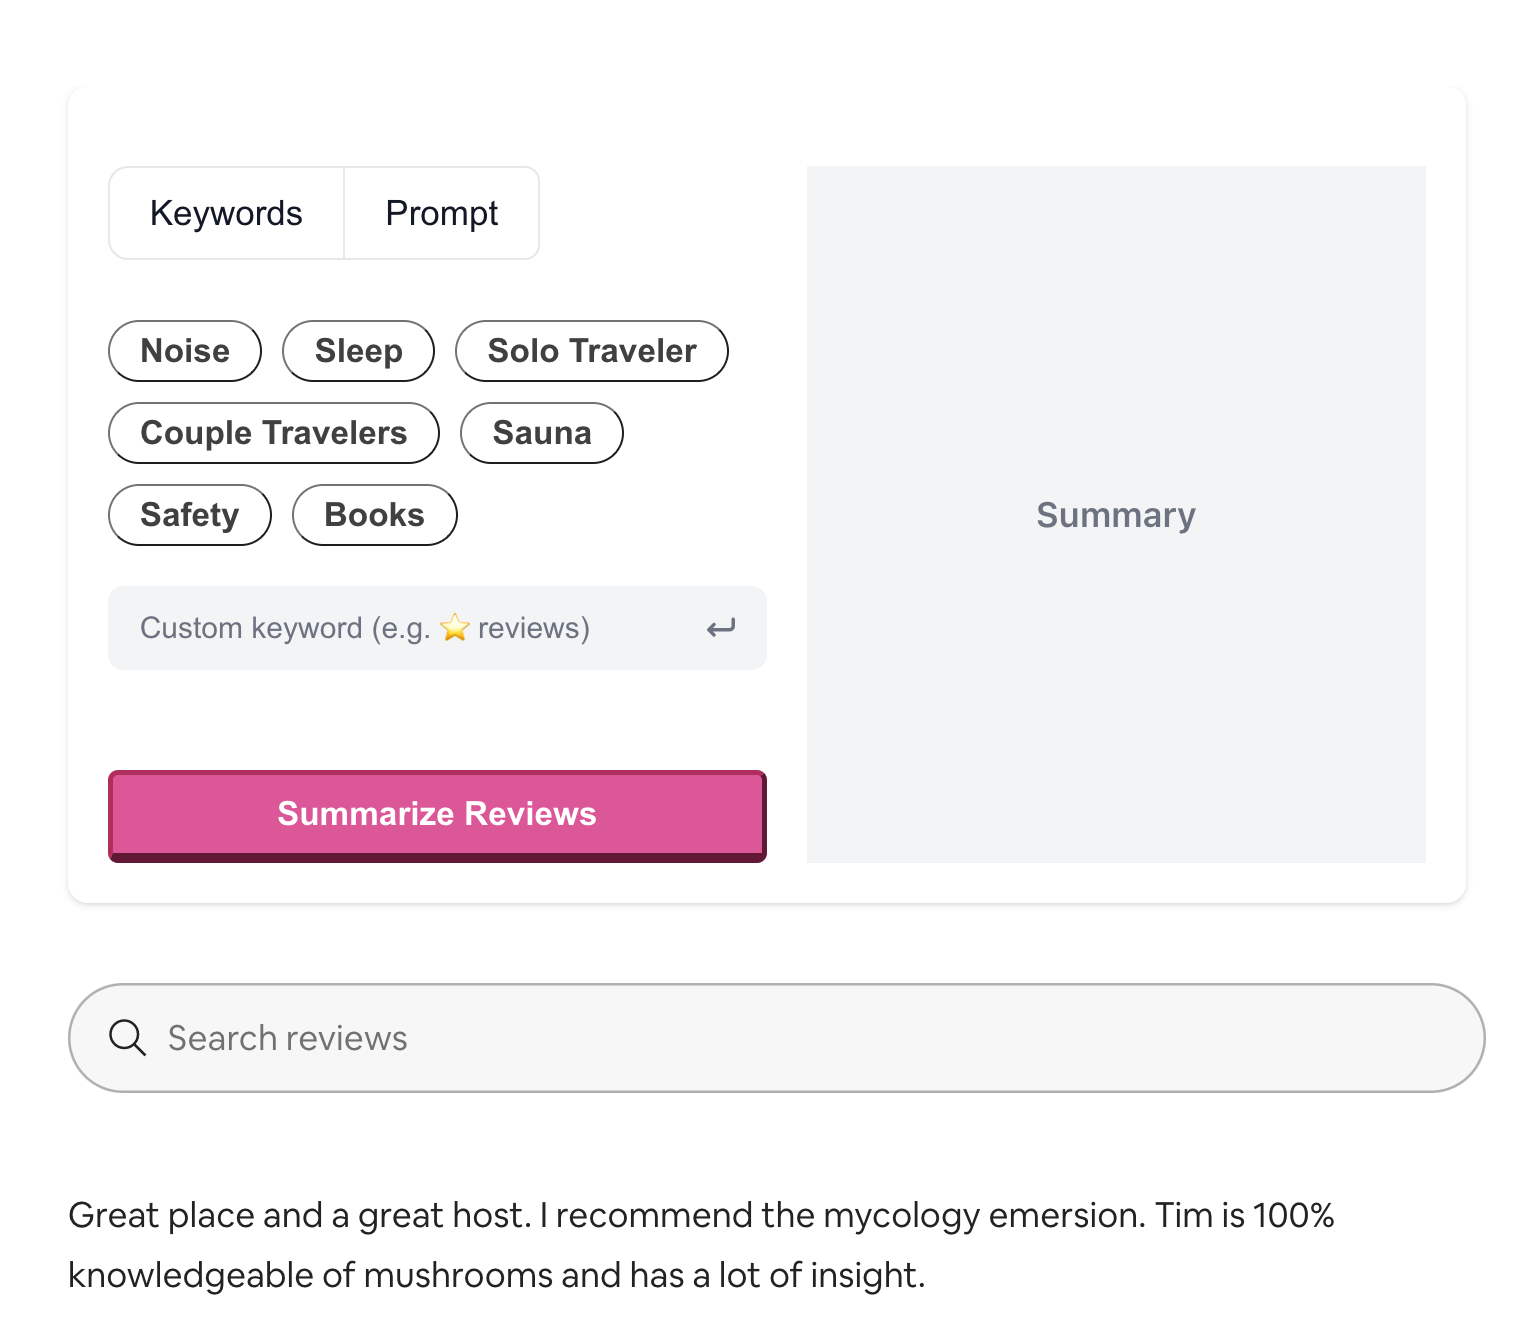 Keywords Prompt
Noise Sleep Solo Traveler
Couple Travelers Sauna
Safety Books
Custom keyword (e.g. ⭐ reviews)
Summarize Reviews
Summary
Search reviews
Great place and a great host. I recommend the mycology emersion. Tim is 100%
knowledgeable of mushrooms and has a lot of insight.